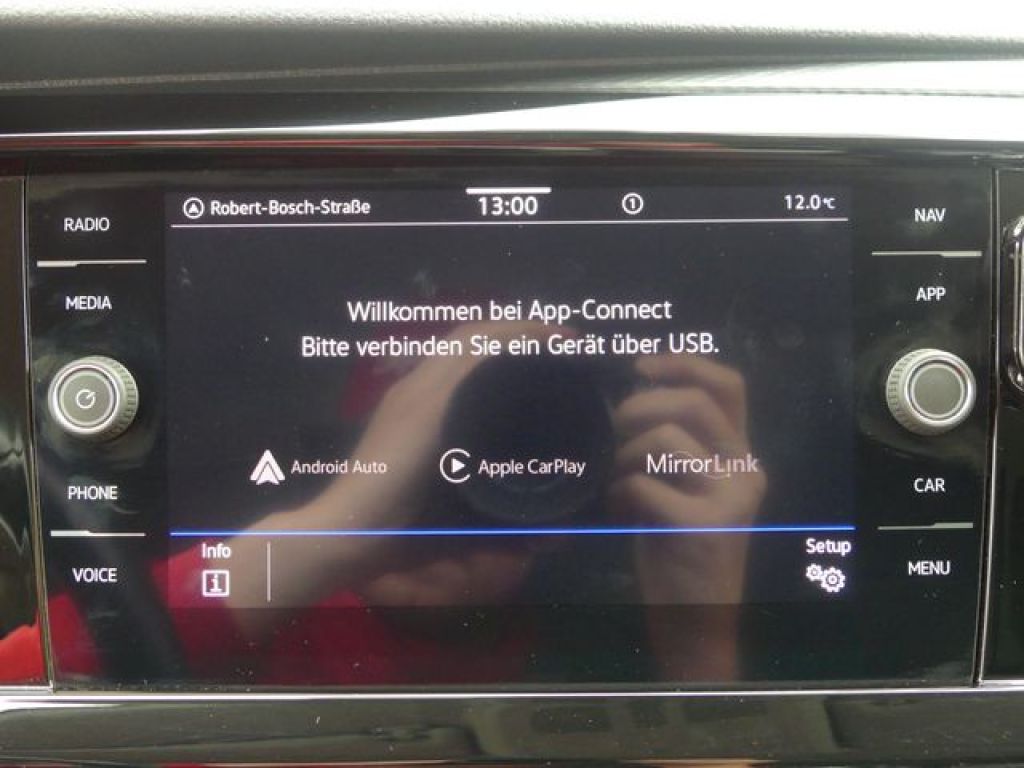 Robert-Bosch-Straße 13:00 1 12.0°C
RADIO
MEDIA
PHONE
VOICE
Willkommen bei App-Connect
Bitte verbinden Sie ein Gerät über USB.
Android Auto Apple CarPlay MirrorLink
Info
i
Setup
NAV
APP
CAR
MENU